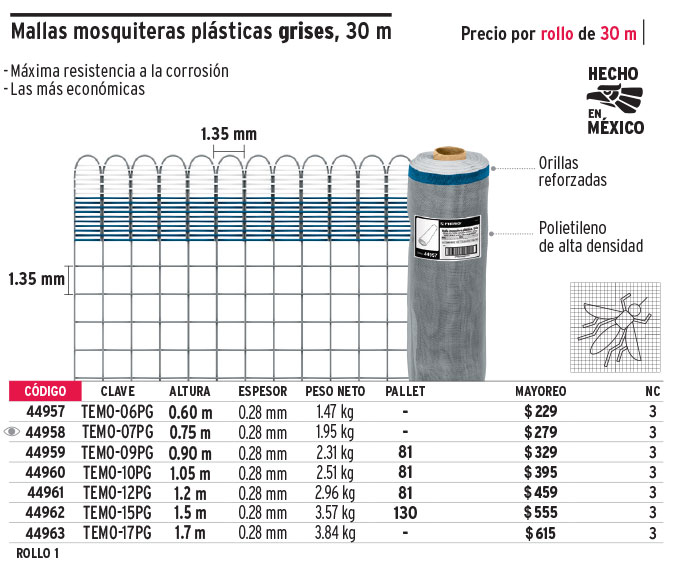 Mallas mosquiteras plásticas grises, 30 m
Precio por rollo de 30 m
- Máxima resistencia a la corrosión
- Las más económicas
HECHO
EN
MÉXICO
1.35 mm
Orillas
reforzadas
Polietileno
de alta densidad
1.35 mm
44957
CÓDIGO CLAVE ALTURA ESPESOR PESO NETO PALLET MAYOREO NC
44957 TEMO-06PG 0.60 m 0.28 mm 1.47 kg - $ 229 3
44958 TEMO-07PG 0.75 m 0.28 mm 1.95 kg - $ 279 3
44959 TEMO-09PG 0.90 m 0.28 mm 2.31 kg 81 $ 329 3
44960 TEMO-10PG 1.05 m 0.28 mm 2.51 kg 81 $ 395 3
44961 TEMO-12PG 1.2 m 0.28 mm 2.96 kg 81 $ 459 3
44962 TEMO-15PG 1.5 m 0.28 mm 3.57 kg 130 $ 555 3
44963 TEMO-17PG 1.7 m 0.28 mm 3.84 kg - $ 615 3
ROLLO 1